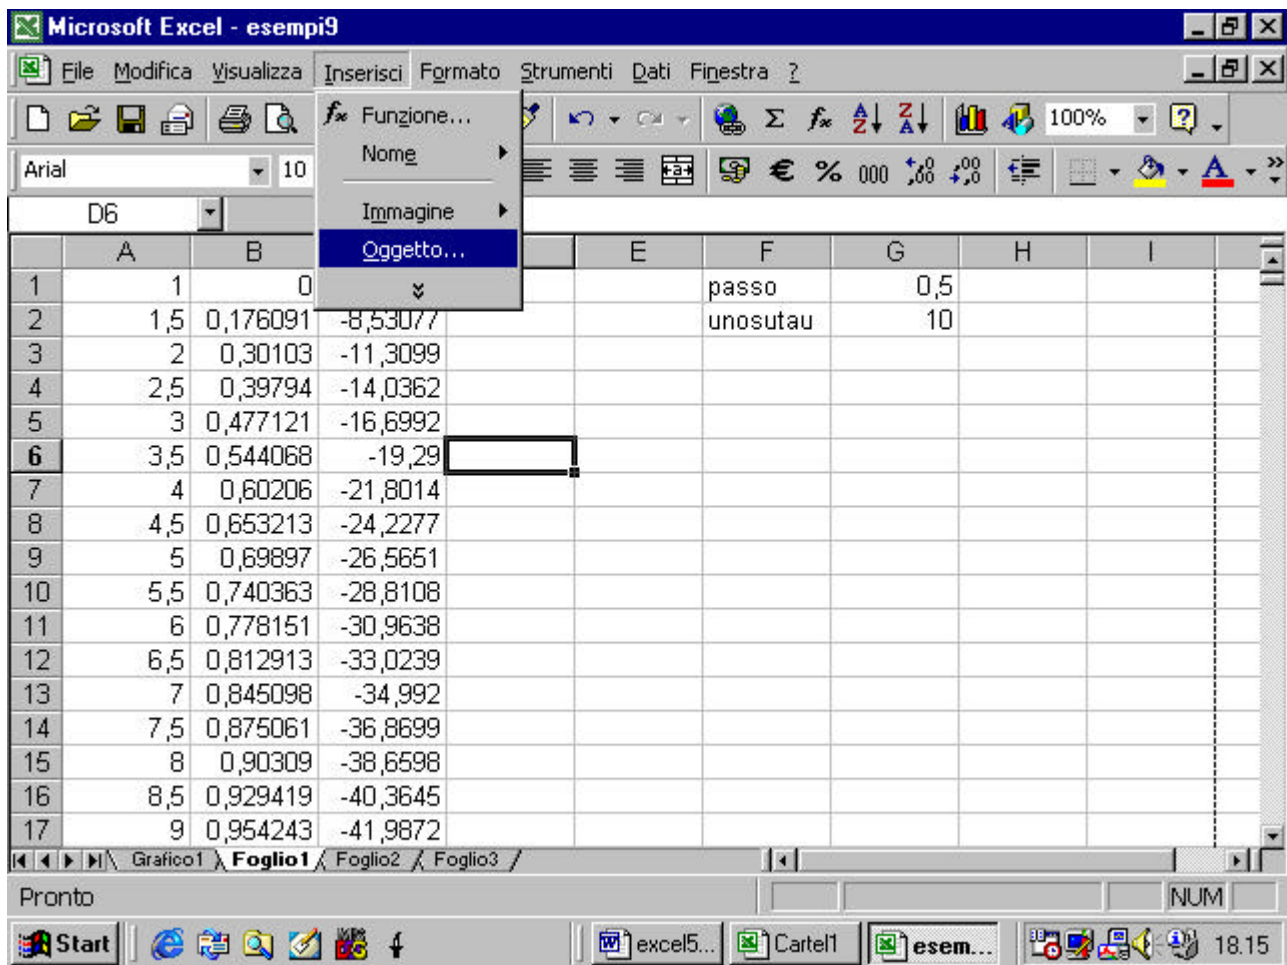 Microsoft Excel - esempi9
File Modifica Visualizza Inserisci Formato Strumenti Dati Finestra ?
100%
Arial 10
€ % 000
Funzione...
Nome
Immagine
Oggetto...
D6
A B E F G H I
1 1 0 passo 0,5
2 1,5 0,176091 -8,53077 unosutau 10
3 2 0,30103 -11,3099
4 2,5 0,39794 -14,0362
5 3 0,477121 -16,6992
6 3,5 0,544068 -19,29
7 4 0,60206 -21,8014
8 4,5 0,653213 -24,2277
9 5 0,69897 -26,5651
10 5,5 0,740363 -28,8108
11 6 0,778151 -30,9638
12 6,5 0,812913 -33,0239
13 7 0,845098 -34,992
14 7,5 0,875061 -36,8699
15 8 0,90309 -38,6598
16 8,5 0,929419 -40,3645
17 9 0,954243 -41,9872
Grafico1 Foglio1 Foglio2 Foglio3
Pronto NUM
Start excel5... Cartel1 esem... 18.15